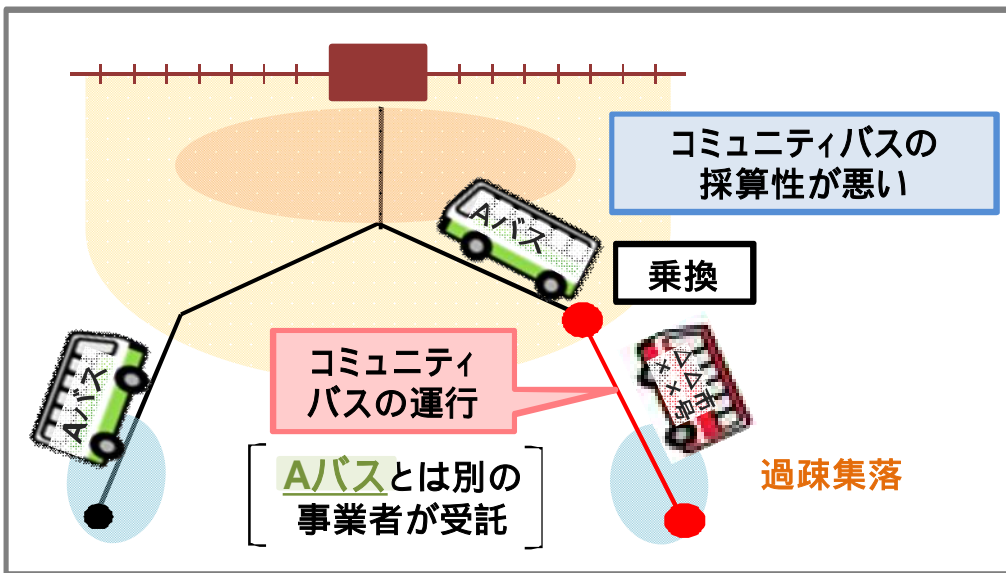 コミュニティバスの
採算性が悪い
Aバス
乗換
コミュニティ
バスの運行
△△市
××号
Aバス
Aバスとは別の
事業者が受託
過疎集落